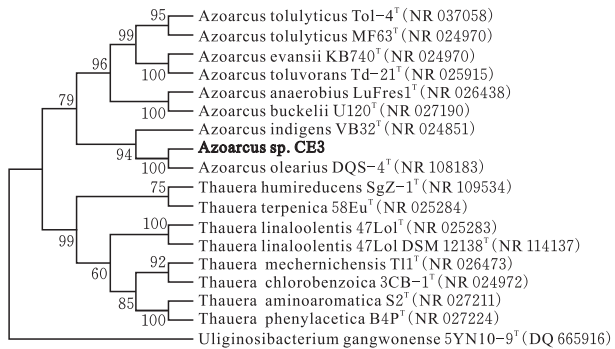 95 Azoarcus tolulyticus Tol-4ᵀ(NR 037058)
99 Azoarcus tolulyticus MF63ᵀ(NR 024970)
96 Azoarcus evansii KB740ᵀ(NR 024970)
100 Azoarcus toluvorans Td-21ᵀ(NR 025915)
79 Azoarcus anaerobius LuFres1ᵀ(NR 026438)
100 Azoarcus buckelii U120ᵀ(NR 027190)
Azoarcus indigens VB32ᵀ(NR 024851)
94 Azoarcus sp. CE3
100 Azoarcus olearius DQS-4ᵀ(NR 108183)
75 Thauera humireducens SgZ-1ᵀ(NR 109534)
Thauera terpenica 58Euᵀ(NR 025284)
99 100 Thauera linaloolentis 47Lolᵀ(NR 025283)
Thauera linaloolentis 47Lol DSM 12138ᵀ(NR 114137)
60 92 Thauera mechernichensis Tl1ᵀ(NR 026473)
Thauera chlorobenzoica 3CB-1ᵀ(NR 024972)
85 Thauera aminoaromatica S2ᵀ(NR 027211)
100 Thauera phenylacetica B4Pᵀ(NR 027224)
Uliginosibacterium gangwonense 5YN10-9ᵀ(DQ 665916)